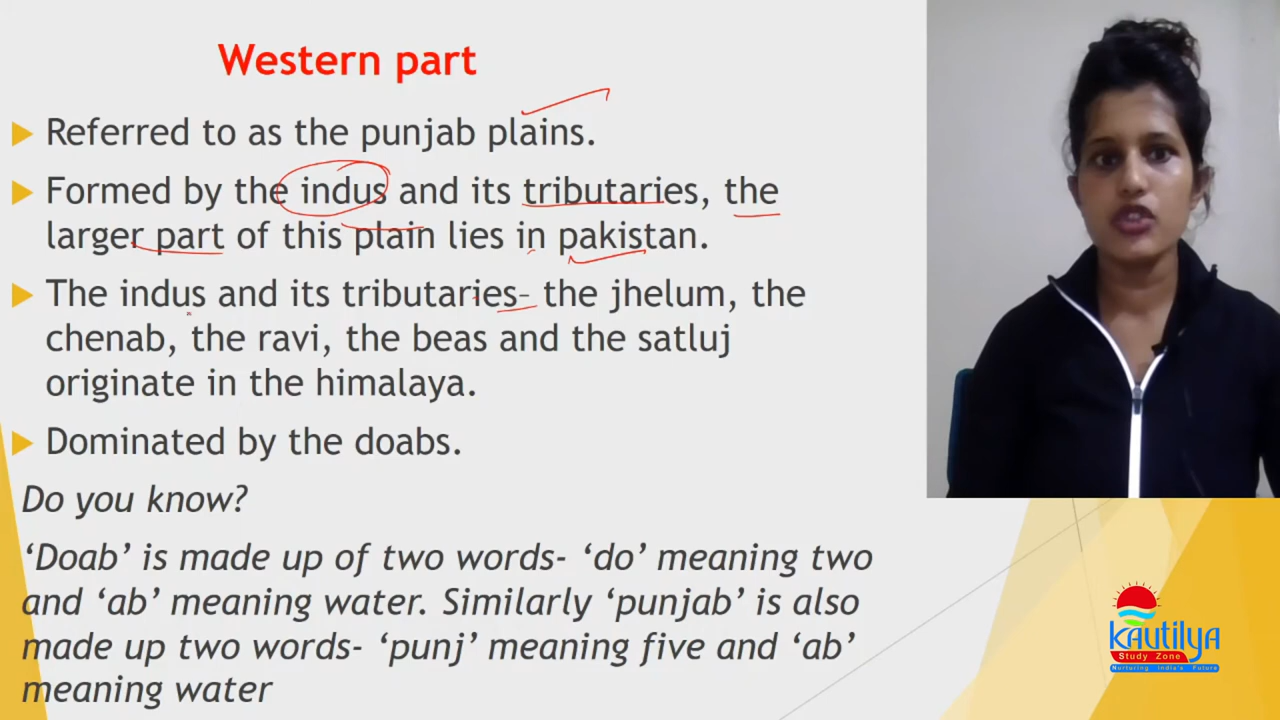 Western part
Referred to as the punjab plains.
Formed by the indus and its tributaries, the
larger part of this plain lies in pakistan.
The indus and its tributaries– the jhelum, the
chenab, the ravi, the beas and the satluj
originate in the himalaya.
Dominated by the doabs.
Do you know?
‘Doab’ is made up of two words- ‘do’ meaning two
and ‘ab’ meaning water. Similarly ‘punjab’ is also
made up two words- ‘punj’ meaning five and ‘ab’
meaning water
Kautilya
Study Zone
Nurturing India's Future